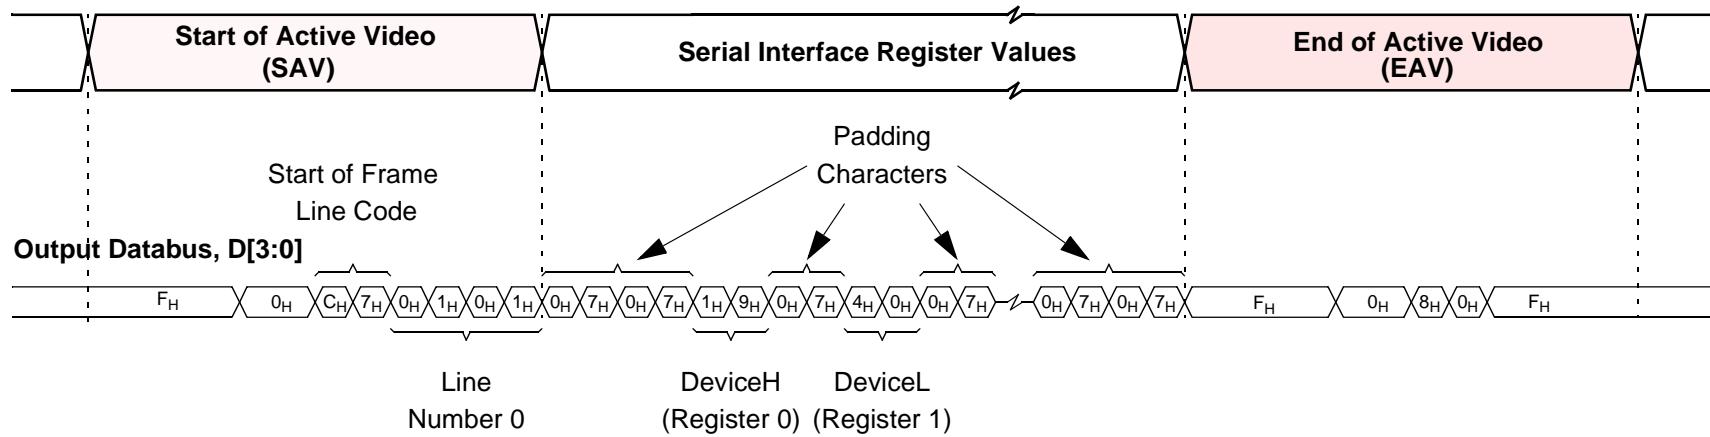 Start of Active Video
(SAV)
Serial Interface Register Values
End of Active Video
(EAV)
Padding
Characters
Start of Frame
Line Code
Output Databus, D[3:0]
FH 0H CH 7H 0H 1H 0H 1H 0H 7H 0H 7H 1H 9H 0H 7H 4H 0H 0H 7H 0H 7H 0H 7H FH 0H 8H 0H FH
Line
Number 0
DeviceH
(Register 0)
DeviceL
(Register 1)